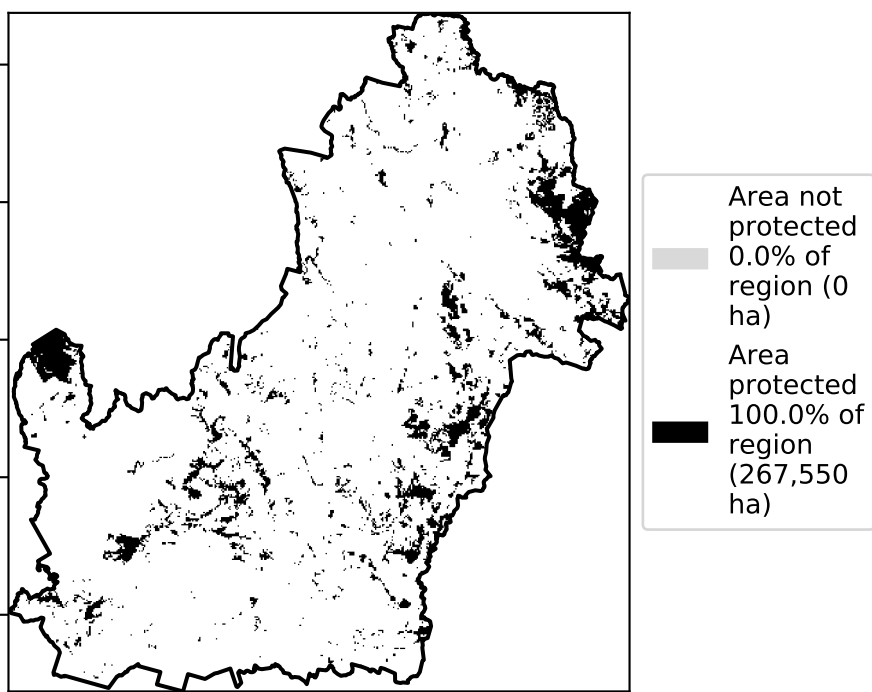 Area not
protected
0.0% of
region (0
ha)
Area
protected
100.0% of
region
(267,550
ha)